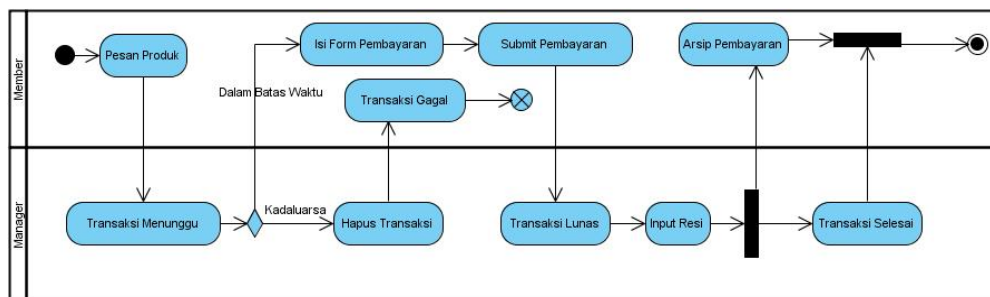 Member
Pesan Produk
Isi Form Pembayaran
Submit Pembayaran
Arsip Pembayaran
Dalam Batas Waktu
Transaksi Gagal
Manager
Transaksi Menunggu
Kadaluarsa
Hapus Transaksi
Transaksi Lunas
Input Resi
Transaksi Selesai